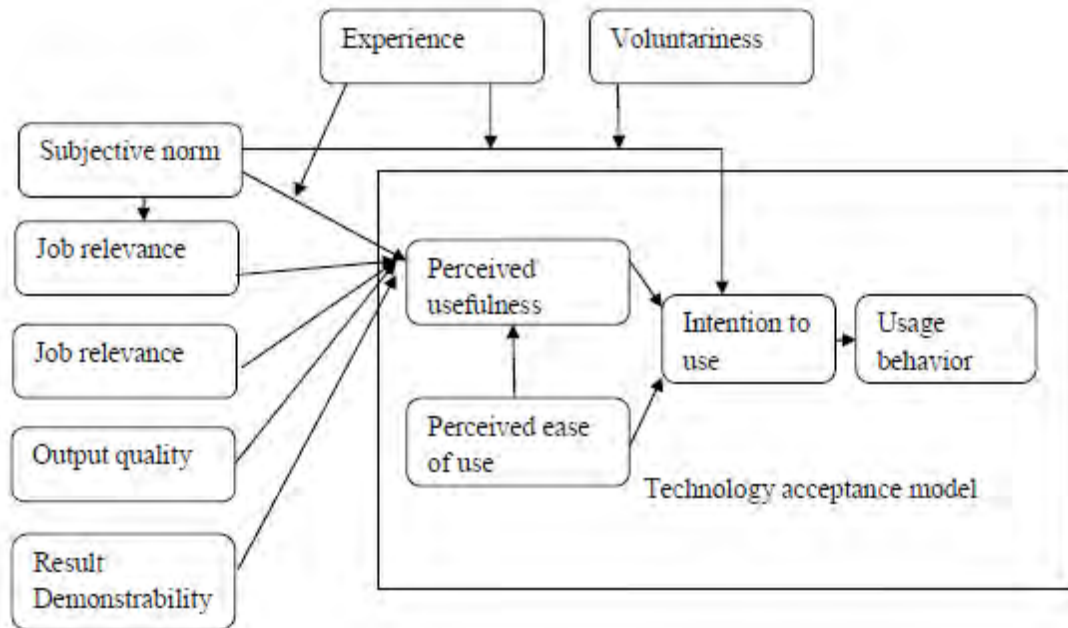 Experience
Voluntariness
Subjective norm
Job relevance
Job relevance
Output quality
Result
Demonstrability
Perceived
usefulness
Perceived ease
of use
Intention to
use
Usage
behavior
Technology acceptance model